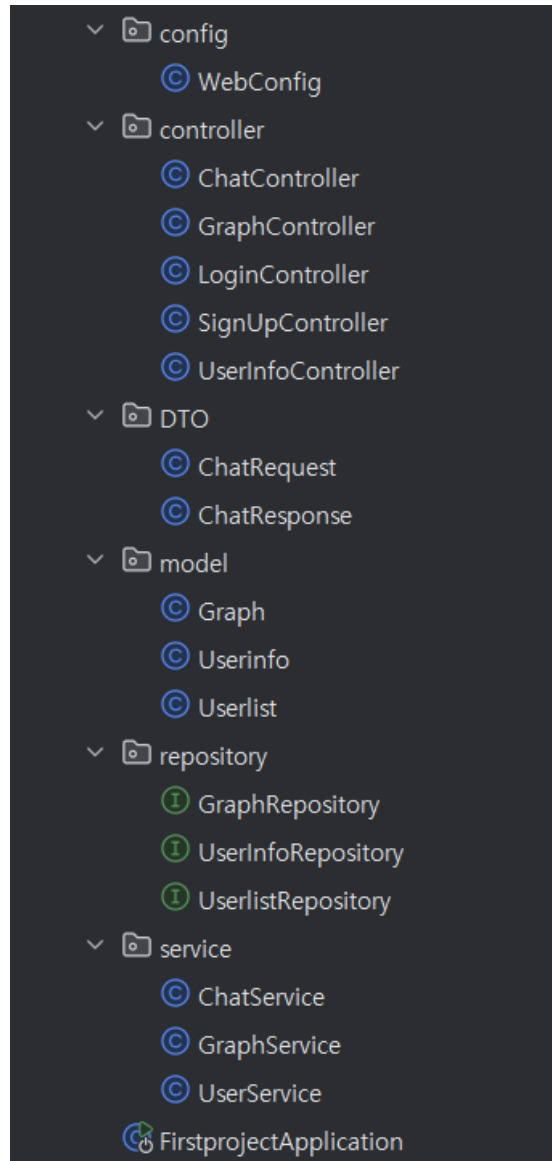 config
WebConfig
controller
ChatController
GraphController
LoginController
SignUpController
UserInfoController
DTO
ChatRequest
ChatResponse
model
Graph
Userinfo
Userlist
repository
GraphRepository
UserInfoRepository
UserlistRepository
service
ChatService
GraphService
UserService
FirstprojectApplication